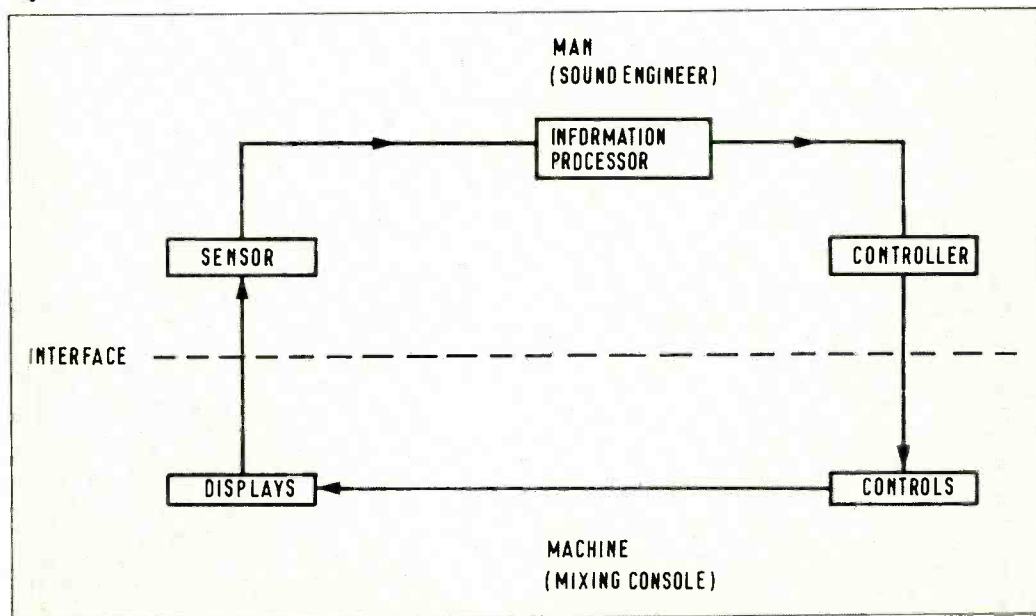 MAN
(SOUND ENGINEER)
INFORMATION
PROCESSOR
SENSOR
CONTROLLER
INTERFACE
DISPLAYS
CONTROLS
MACHINE
(MIXING CONSOLE)